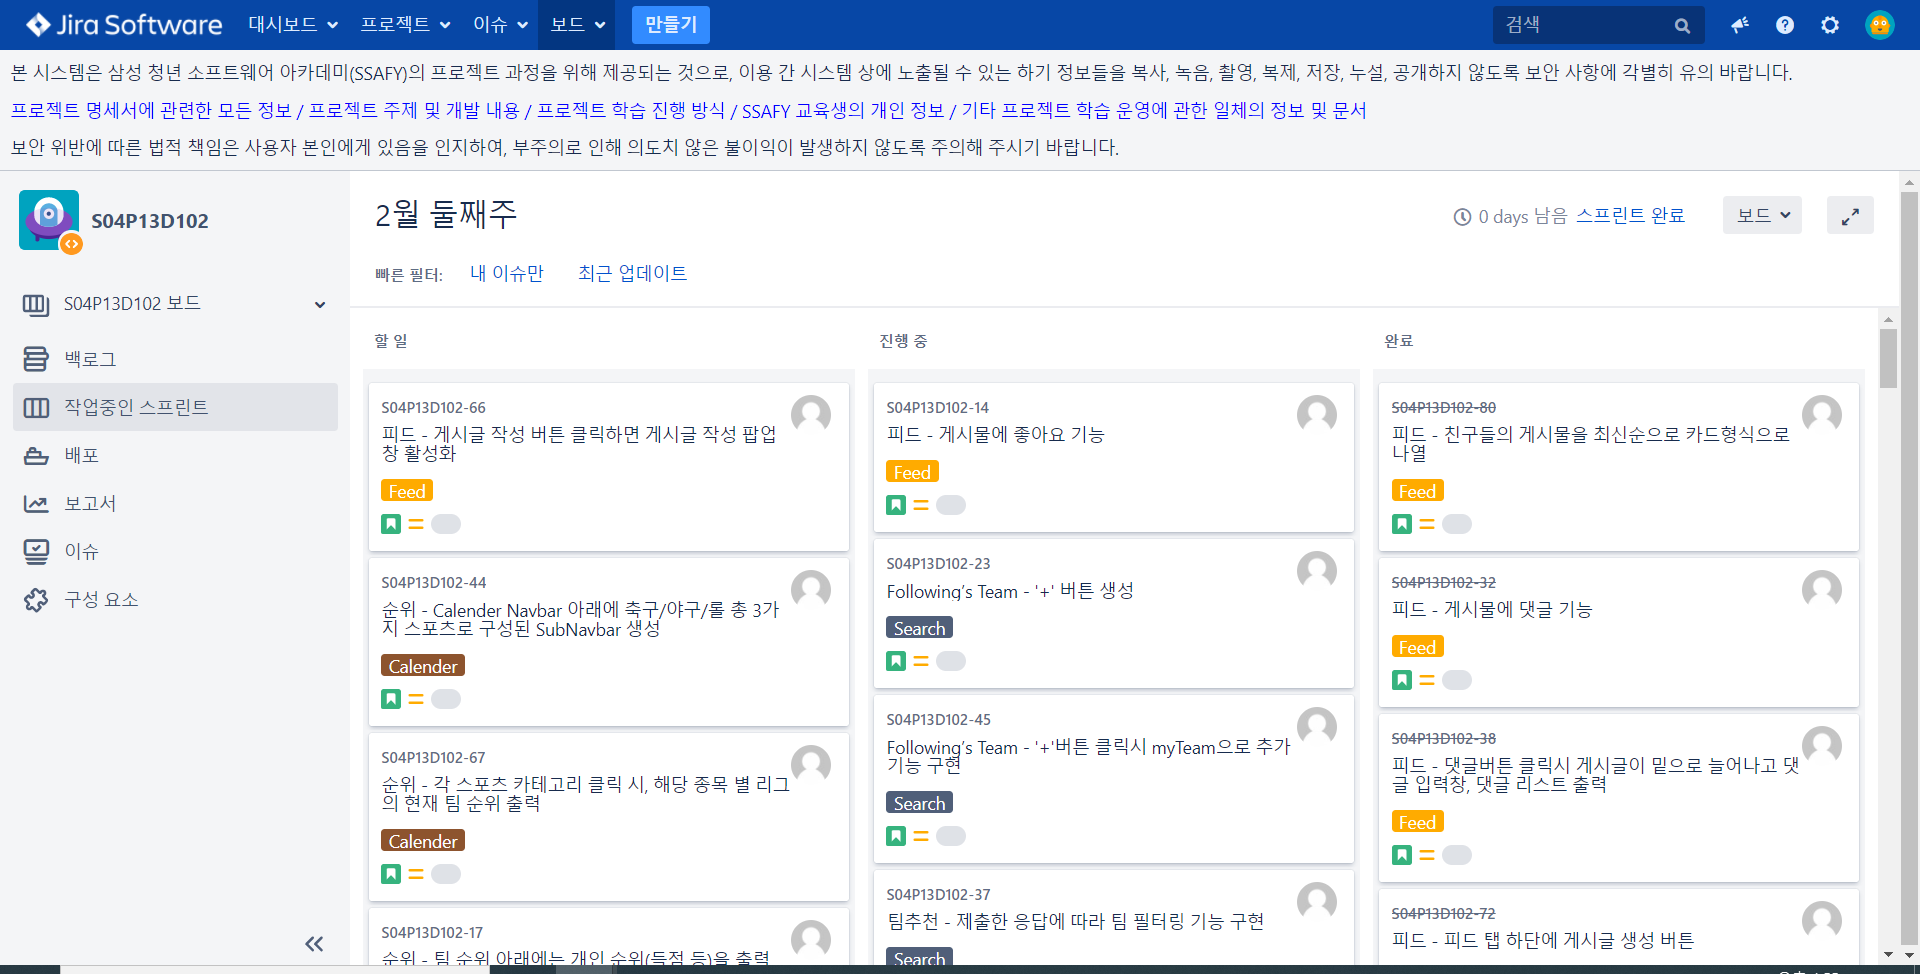 Jira Software 대시보드 프로젝트 이슈 보드 만들기 검색
본 시스템은 삼성 청년 소프트웨어 아카데미(SSAFY)의 프로젝트 과정을 위해 제공되는 것으로, 이용 간 시스템 상에 노출될 수 있는 하기 정보들을 복사, 녹음, 촬영, 복제, 저장, 누설, 공개하지 않도록 보안 사항에 각별히 유의 바랍니다.
프로젝트 명세서에 관련한 모든 정보 / 프로젝트 주제 및 개발 내용 / 프로젝트 학습 진행 방식 / SSAFY 교육생의 개인 정보 / 기타 프로젝트 학습 운영에 관한 일체의 정보 및 문서
보안 위반에 따른 법적 책임은 사용자 본인에게 있음을 인지하여, 부주의로 인해 의도치 않은 불이익이 발생하지 않도록 주의해 주시기 바랍니다.
S04P13D102
S04P13D102 보드
백로그
작업중인 스프린트
배포
보고서
이슈
구성 요소
2월 둘째주
0 days 남음 스프린트 완료 보드
빠른 필터: 내 이슈만 최근 업데이트
할 일
S04P13D102-66
피드 - 게시글 작성 버튼 클릭하면 게시글 작성 팝업
창 활성화
Feed
S04P13D102-44
순위 - Calender Navbar 아래에 축구/야구/롤 총 3가
지 스포츠로 구성된 SubNavbar 생성
Calender
S04P13D102-67
순위 - 각 스포츠 카테고리 클릭 시, 해당 종목 별 리그
의 현재 팀 순위 출력
Calender
S04P13D102-17
순위 - 팀 순위 아래에는 개인 순위(득점 등)을 출력
진행 중
S04P13D102-14
피드 - 게시물에 좋아요 기능
Feed
S04P13D102-23
Following's Team - '+' 버튼 생성
Search
S04P13D102-45
Following's Team - '+'버튼 클릭시 myTeam으로 추가
기능 구현
Search
S04P13D102-37
팀추천 - 제출한 응답에 따라 팀 필터링 기능 구현
Search
완료
S04P13D102-80
피드 - 친구들의 게시물을 최신순으로 카드형식으로
나열
Feed
S04P13D102-32
피드 - 게시물에 댓글 기능
Feed
S04P13D102-38
피드 - 댓글버튼 클릭시 게시글이 밑으로 늘어나고 댓
글 입력창, 댓글 리스트 출력
Feed
S04P13D102-72
피드 - 피드 탭 하단에 게시글 생성 버튼